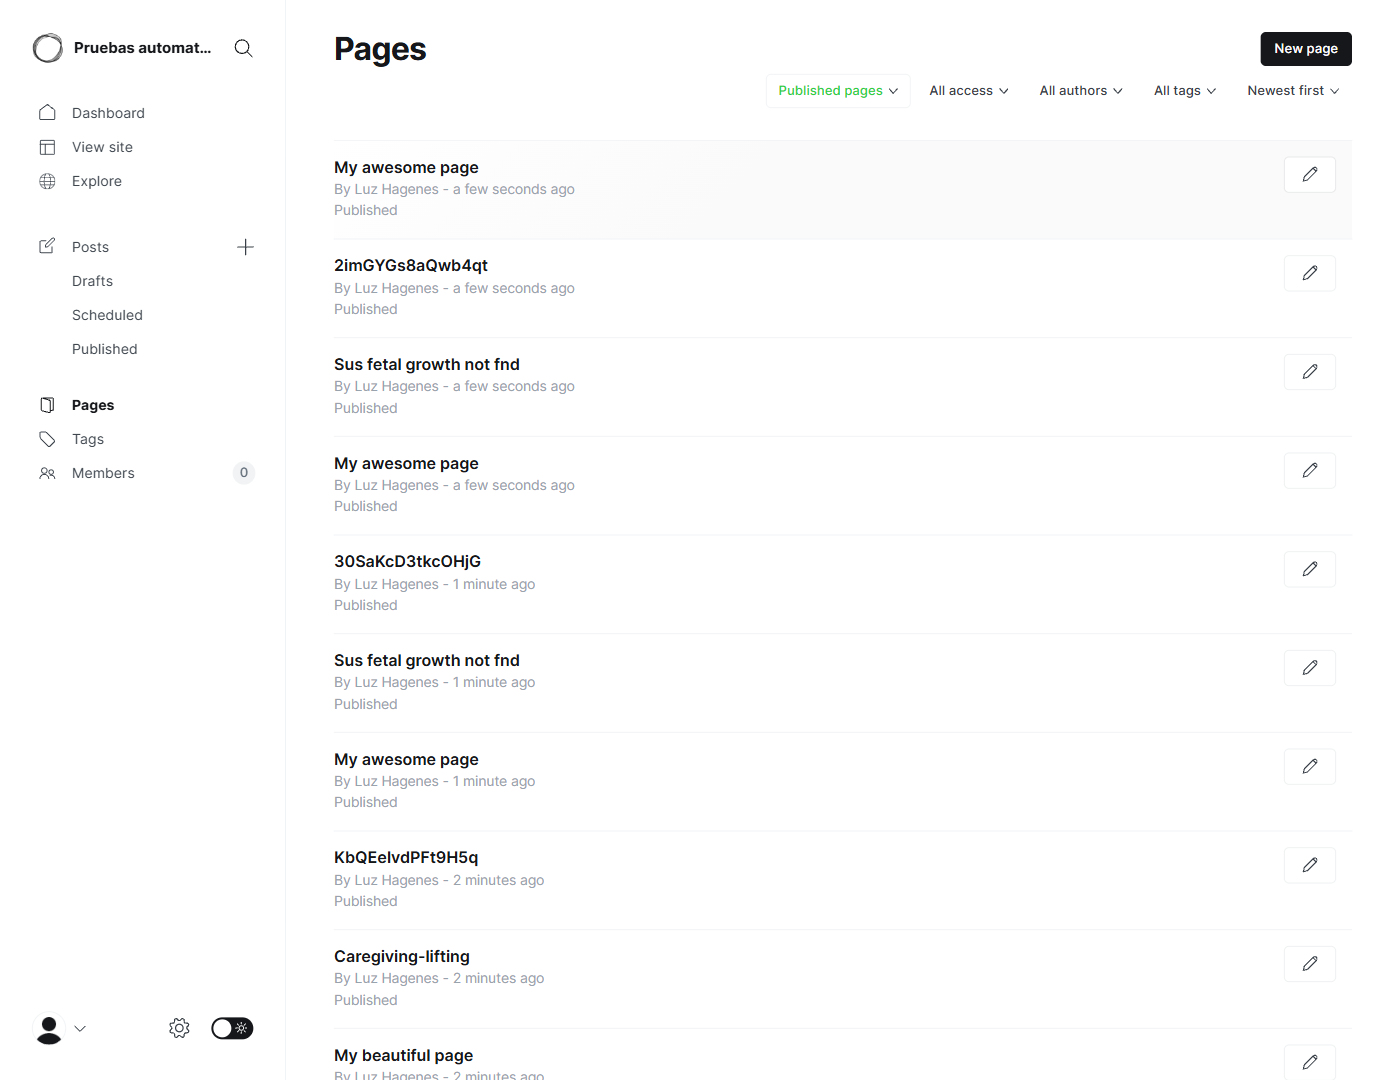 Pruebas automat...
Dashboard
View site
Explore
Posts
Drafts
Scheduled
Published
Pages
Tags
Members 0
Pages
New page
Published pages All access All authors All tags Newest first
My awesome page
By Luz Hagenes - a few seconds ago
Published
2imGYGs8aQwb4qt
By Luz Hagenes - a few seconds ago
Published
Sus fetal growth not fnd
By Luz Hagenes - a few seconds ago
Published
My awesome page
By Luz Hagenes - a few seconds ago
Published
30SaKcD3tkcOHjG
By Luz Hagenes - 1 minute ago
Published
Sus fetal growth not fnd
By Luz Hagenes - 1 minute ago
Published
My awesome page
By Luz Hagenes - 1 minute ago
Published
KbQEelvdPFt9H5q
By Luz Hagenes - 2 minutes ago
Published
Caregiving-lifting
By Luz Hagenes - 2 minutes ago
Published
My beautiful page
By Luz Hagenes - 2 minutes ago